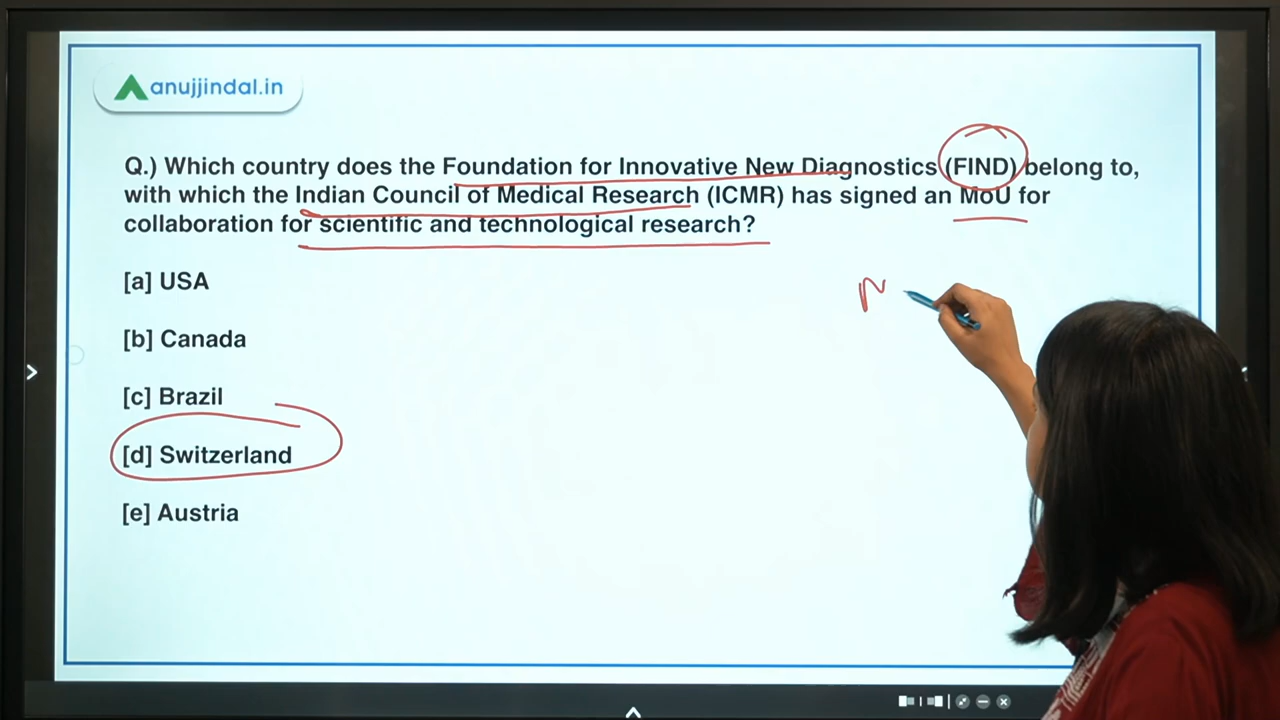 anujjindal.in
Q.) Which country does the Foundation for Innovative New Diagnostics (FIND) belong to,
with which the Indian Council of Medical Research (ICMR) has signed an MoU for
collaboration for scientific and technological research?
[a] USA
[b] Canada
[c] Brazil
[d] Switzerland
[e] Austria